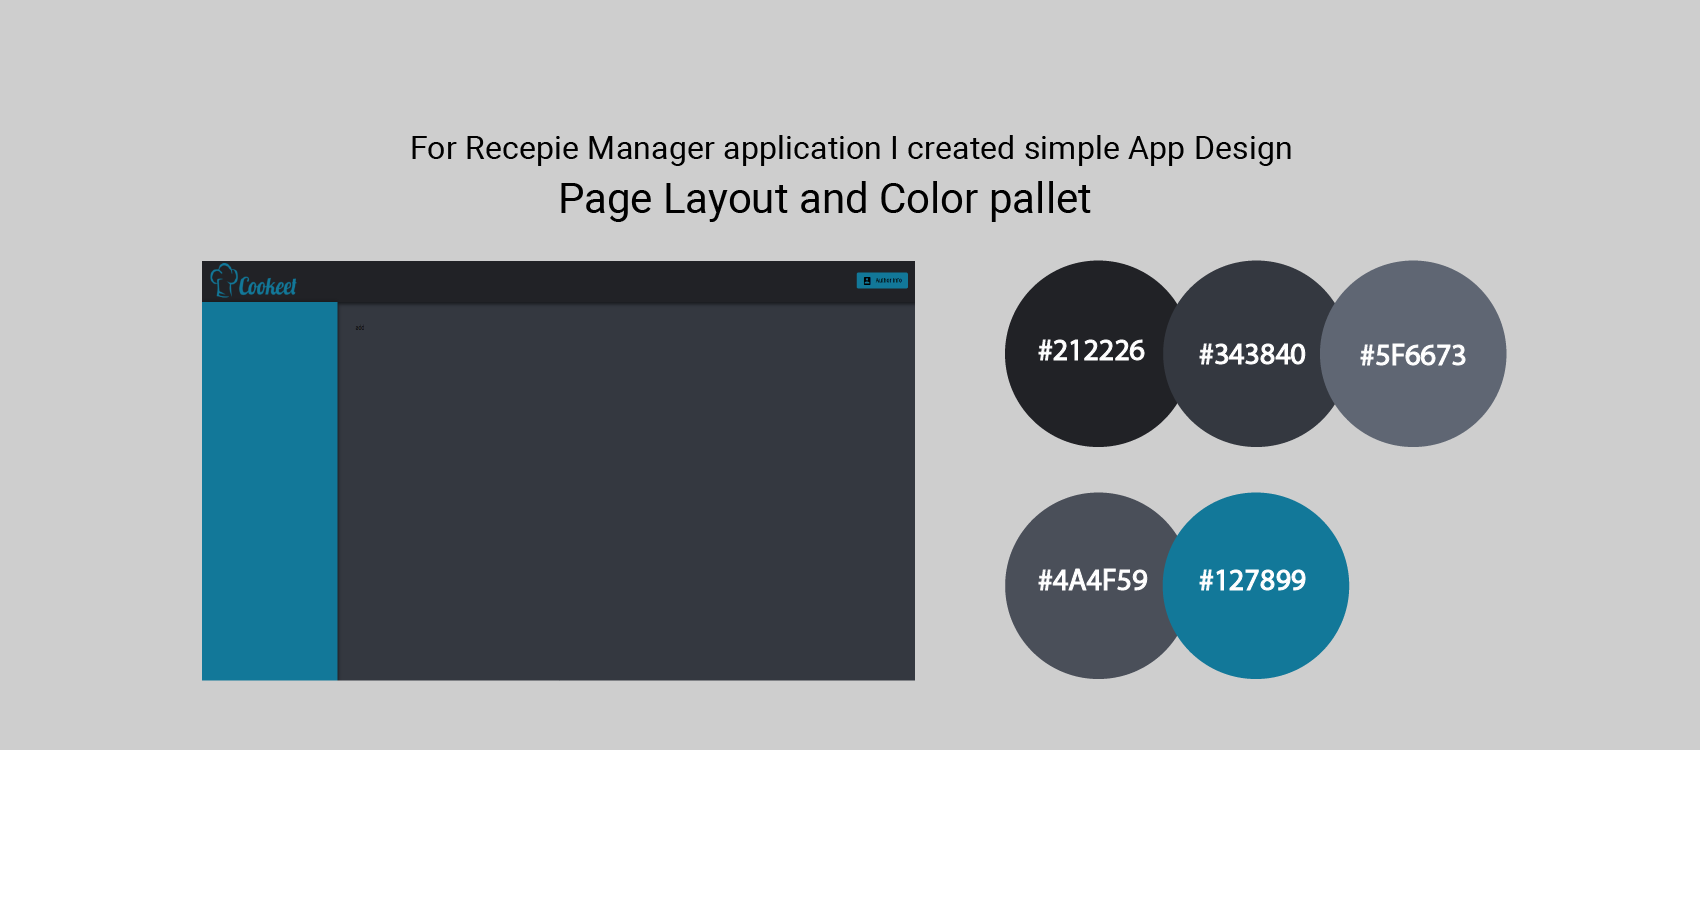 For Recepie Manager application I created simple App Design
Page Layout and Color pallet
Cookeet
Author Info
#212226
#343840
#5F6673
#4A4F59
#127899